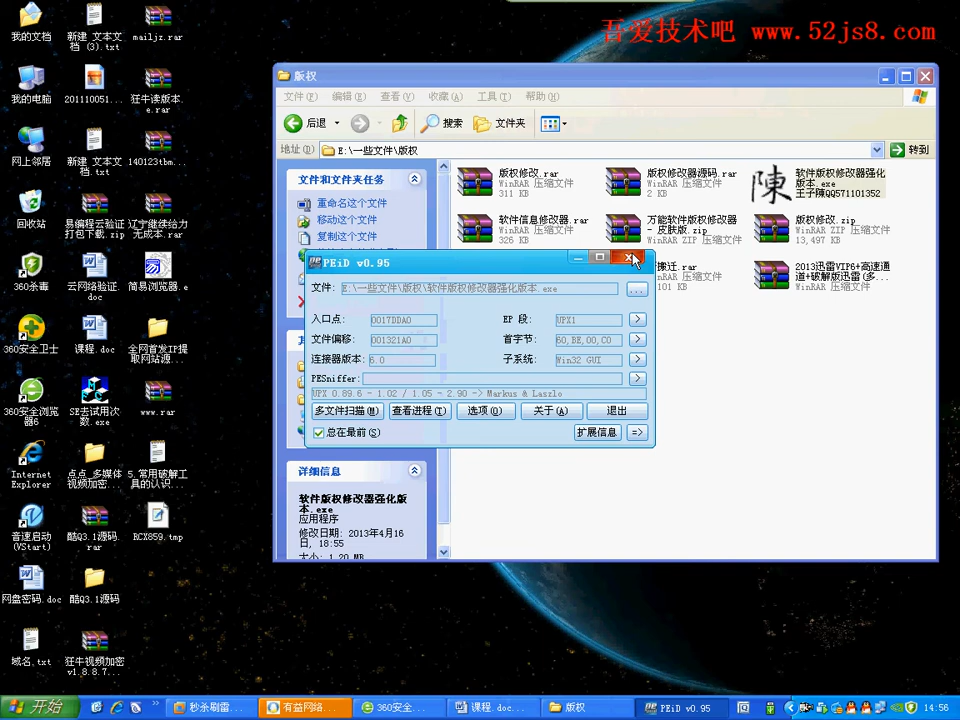 吾爱技术吧 www.52js8.com
我的文档
新建 文本文
档 (3).txt
mailjz.rar
我的电脑
201110051...
狂牛读版本.
e.rar
网上邻居
新建 文本文
档.txt
140123tbm...
回收站
易编程云验证
打包下载.zip
辽宁继续给力
无成本.rar
360杀毒
云网络验证.
doc
简易浏览器.e
360安全卫士
课程.doc
全网首发IP提
取网站源...
360安全浏览
器6
SE去试用次
数.exe
www.rar
Internet
Explorer
点点_多媒体
视频加密...
5.常用破解工
具的认识...
音速启动
(VStart)
酷Q3.1源码.
rar
RCX859.tmp
网盘密码.doc
酷Q3.1源码
域名.txt
狂牛视频加密
v1.8.8.7...
版权
文件(F)
编辑(E)
查看(V)
收藏(A)
工具(T)
帮助(H)
后退
搜索
文件夹
地址(D)
E:\一些文件\版权
转到
文件和文件夹任务
重命名这个文件
移动这个文件
复制这个文件
版权修改.rar
WinRAR 压缩文件
311 KB
版权修改器源码.rar
WinRAR 压缩文件
2 KB
陳
软件版权修改器强化
版本.exe
王子陳QQ571101352
软件信息修改器.rar
WinRAR 压缩文件
326 KB
万能软件版权修改器
- 皮肤版.zip
WinRAR ZIP 压缩文件
版权修改.zip
WinRAR ZIP 压缩文件
13,497 KB
搬迁.rar
WinRAR 压缩文件
101 KB
2013迅雷VIP6+高速通
道+破解版迅雷(多...
WinRAR 压缩文件
PEiD v0.95
文件:
E:\一些文件\版权\软件版权修改器强化版本.exe
...
入口点:
0017DDA0
EP 段:
UPX1
>
文件偏移:
001321A0
首字节:
60,BE,00,C0
>
连接器版本:
6.0
子系统:
Win32 GUI
>
PESniffer:
>
UPX 0.89.6 - 1.02 / 1.05 - 2.90 -> Markus & Laszlo
多文件扫描(M)
查看进程(T)
选项(O)
关于(A)
退出
总在最前(S)
扩展信息
=>
详细信息
软件版权修改器强化版
本.exe
应用程序
修改日期: 2013年4月16
日, 18:55
大小: 1.20 MB
开始
秒杀刷雷...
有益网络...
360安全...
课程.doc...
版权
PEiD v0.95
14:56